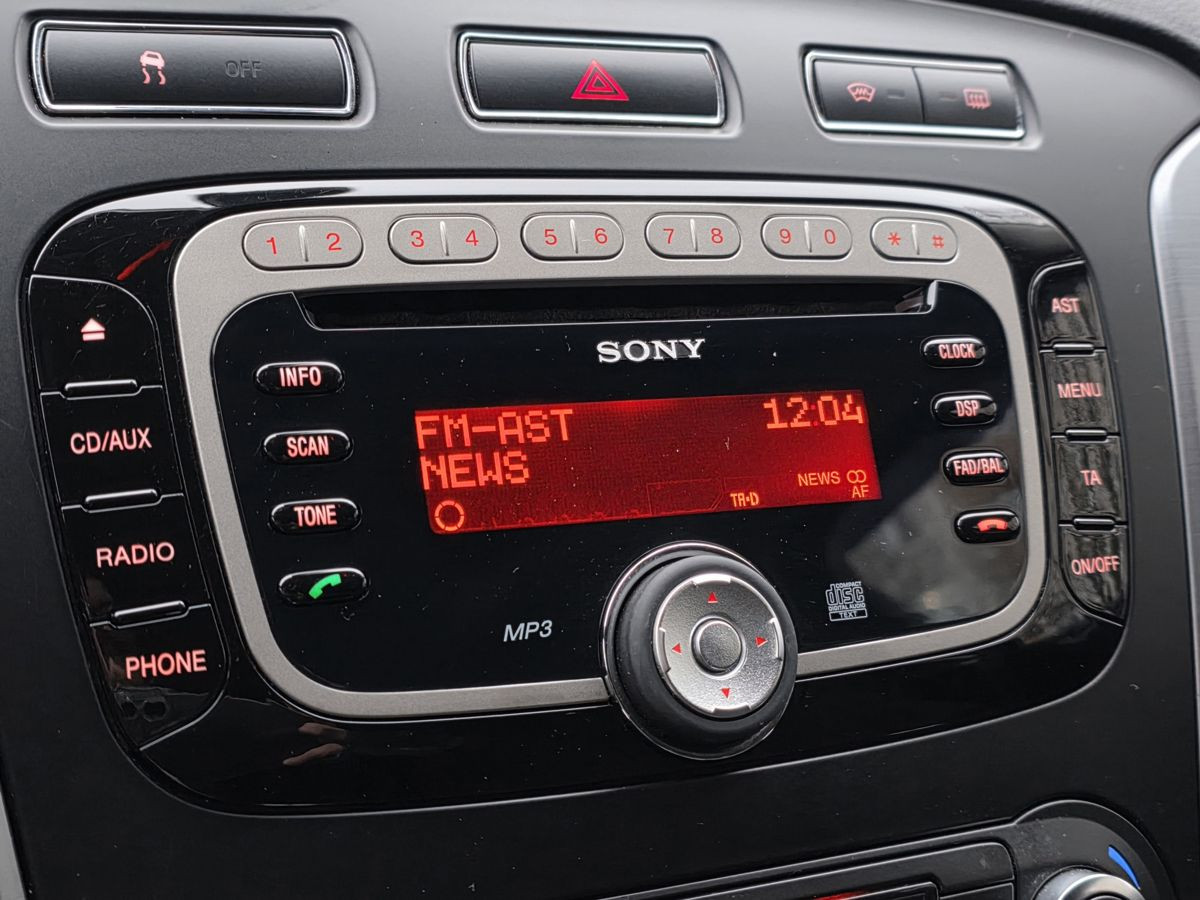 OFF
1 2 3 4 5 6 7 8 9 0 * #
SONY
INFO
SCAN
TONE
CD/AUX
RADIO
PHONE
FM-AST 12:04
NEWS
TA-D NEWS AF
CLOCK
DSP
FAD/BAL
AST
MENU
TA
ON/OFF
MP3
COMPACT
disc
DIGITAL AUDIO
TEXT